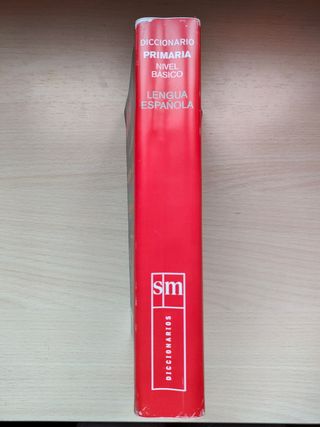 DICCIONARIO
PRIMARIA
NIVEL
BÁSICO
LENGUA
ESPAÑOLA
sm
DICCIONARIOS